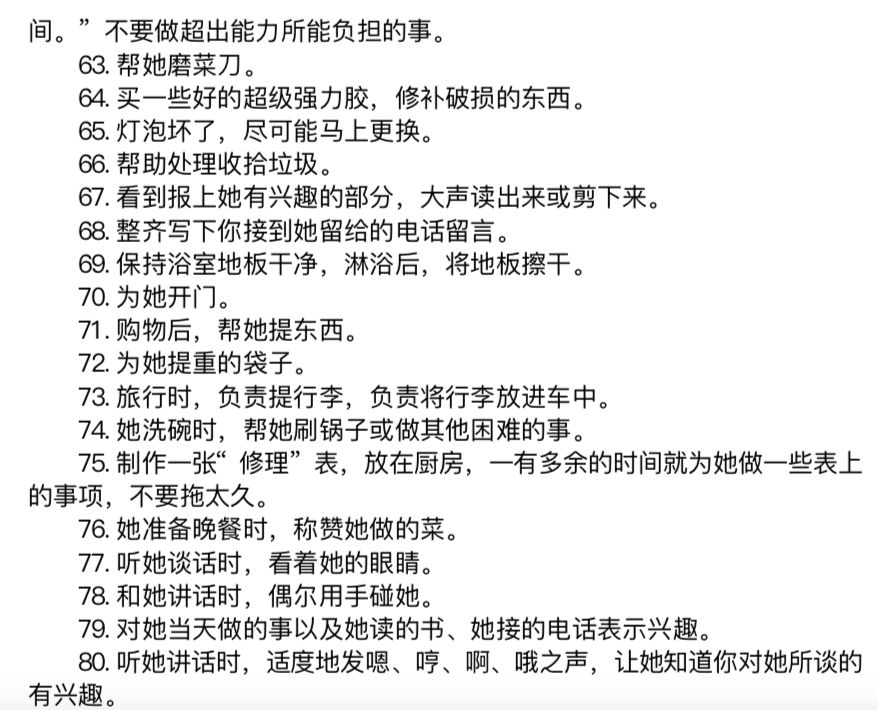 间。”不要做超出能力所能负担的事。
63. 帮她磨菜刀。
64. 买一些好的超级强力胶，修补破损的东西。
65. 灯泡坏了，尽可能马上更换。
66. 帮助处理收拾垃圾。
67. 看到报上她有兴趣的部分，大声读出来或剪下来。
68. 整齐写下你接到她留给的电话留言。
69. 保持浴室地板干净，淋浴后，将地板擦干。
70. 为她开门。
71. 购物后，帮她提东西。
72. 为她提重的袋子。
73. 旅行时，负责提行李，负责将行李放进车中。
74. 她洗碗时，帮她刷锅子或做其他困难的事。
75. 制作一张“修理”表，放在厨房，一有多余的时间就为她做一些表上
的事项，不要拖太久。
76. 她准备晚餐时，称赞她做的菜。
77. 听她谈话时，看着她的眼睛。
78. 和她讲话时，偶尔用手碰她。
79. 对她当天做的事以及她读的书、她接的电话表示兴趣。
80. 听她讲话时，适度地发嗯、哼、啊、哦之声，让她知道你对她所谈的
有兴趣。